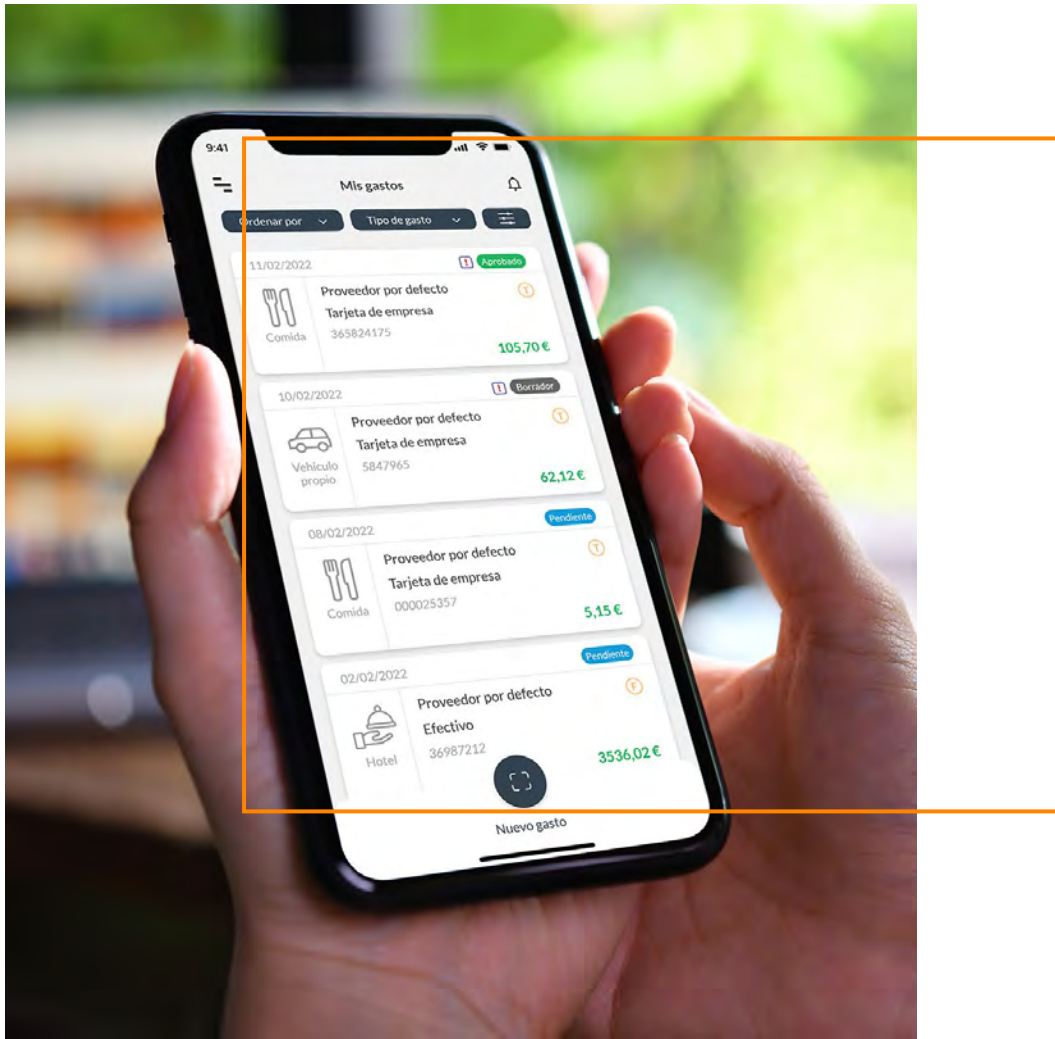 9:41
Mis gastos
Ordenar por
Tipo de gasto
11/02/2022
! Aprobado
Proveedor por defecto
T
Tarjeta de empresa
Comida
365824175
105,70 €
10/02/2022
! Borrador
Proveedor por defecto
T
Tarjeta de empresa
Vehículo propio
5847965
62,12 €
08/02/2022
Pendiente
Proveedor por defecto
T
Tarjeta de empresa
Comida
000025357
5,15 €
02/02/2022
Pendiente
Proveedor por defecto
F
Efectivo
Hotel
36987212
3536,02 €
Nuevo gasto